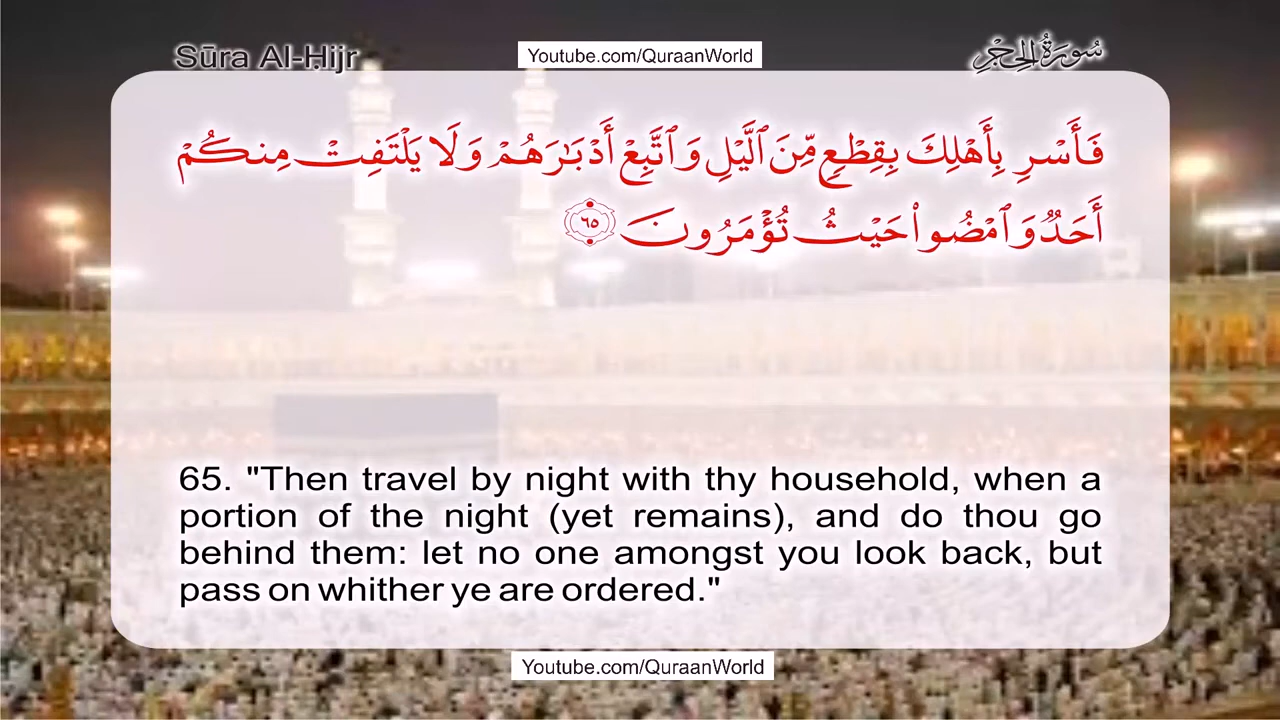 Sūra Al-Ḥijr
Youtube.com/QuraanWorld
سُورَةُ الحِجْرِ
فَأَسْرِ بِأَهْلِكَ بِقِطْعٍ مِّنَ ٱلَّيْلِ وَٱتَّبِعْ أَدْبَـٰرَهُمْ وَلَا يَلْتَفِتْ مِنكُمْ
أَحَدٌ وَٱمْضُوا۟ حَيْثُ تُؤْمَرُونَ ٦٥
65. "Then travel by night with thy household, when a
portion of the night (yet remains), and do thou go
behind them: let no one amongst you look back, but
pass on whither ye are ordered."
Youtube.com/QuraanWorld